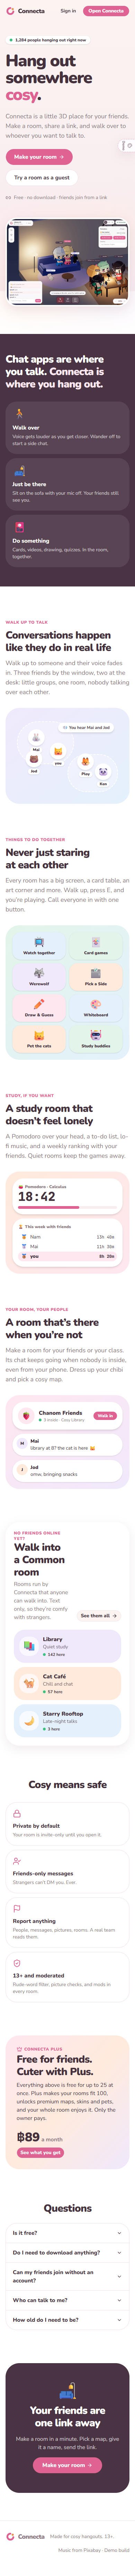 Connecta
Sign in
Open Connecta
1,284 people hanging out right now
Hang out
somewhere
cosy.
Connecta is a little 3D place for your friends.
Make a room, share a link, and walk over to
whoever you want to talk to.
Make your room →
Try a room as a guest
Free · no download · friends join from a link
Chat apps are where
you talk. Connecta is
where you hang out.
Walk over
Voice gets louder as you get closer. Wander off to
start a side chat.
Just be there
Sit on the sofa with your mic off. Your friends still
see you.
Do something
Cards, videos, drawing, quizzes. In the room,
together.
WALK UP TO TALK
Conversations happen
like they do in real life
Walk up to someone and their voice fades
in. Three friends by the window, two at the
desk: little groups, one room, nobody talking
over each other.
You hear Mai and Jod
Mai
you
Jod
Ploy
Ken
THINGS TO DO TOGETHER
Never just staring
at each other
Every room has a big screen, a card table, an
art corner and more. Walk up, press E, and
you're playing. Call everyone in with one
button.
Watch together
Card games
Werewolf
Pick a Side
Draw & Guess
Whiteboard
Pet the cats
Study buddies
STUDY, IF YOU WANT
A study room that
doesn't feel lonely
A Pomodoro over your head, a to-do list, lo-
fi music, and a weekly ranking with your
friends. Quiet room keeps the games away.
Pomodoro · Calculus
18:42
This week with friends
Nam
13h 40m
Mai
11h 30m
you
8h 20m
YOUR ROOM, YOUR PEOPLE
A room that's there
when you're not
Make a room for your friends or your class.
Its chat keeps going when nobody is inside,
even from your phone. Dress up your chibi
and pick a cosy map.
Chanom Friends
Walk in
M
Mai
library at 8? the cat is here
Jod
omw, bringing snacks
NO FRIENDS ONLINE
YET?
Walk into
a Common
room
Rooms run by
Connecta that anyone
can walk into. Text
only, so they're comfy
with strangers.
See them all →
Library
Quiet study
142 here
Cat Café
Chill and chat
57 here
Starry Rooftop
Late-night talks
3 here
Cosy means safe
Private by default
Your room is invite-only until you open it.
Friends-only messages
Strangers can't DM you. Ever.
Report anything
People, messages, pictures, rooms. A real team
reads them.
13+ and moderated
Rude-word filter, picture checks, and mods in
every room.
CONNECTA PLUS
Free for friends.
Cuter with Plus.
Everything above is free for up to 25 at
once. Plus makes your rooms fit 100,
unlocks premium maps, skins and pets,
and your whole room enjoys it. Only the
owner pays.
฿89 a month
See what you get
Questions
Is it free?
Do I need to download anything?
Can my friends join without an
account?
Who can talk to me?
How old do I need to be?
Your friends are
one link away
Make a room in a minute. Pick a map, give
it a name, send the link.
Make your room →
Connecta
Made for cosy hangouts. 13+
Music from Pixabay · Demo build